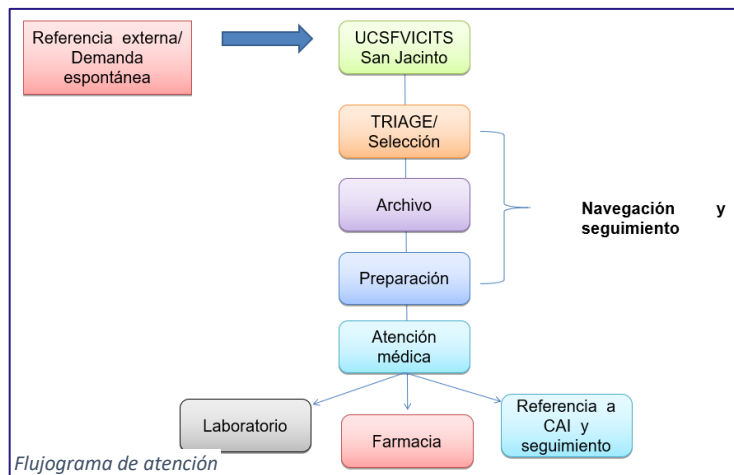 Referencia externa/
Demanda
espontánea
UCSFVICITS
San Jacinto
TRIAGE/
Selección
Archivo
Navegación y
seguimiento
Preparación
Atención
médica
Laboratorio
Farmacia
Referencia a
CAI y
seguimiento
Flujograma de atención